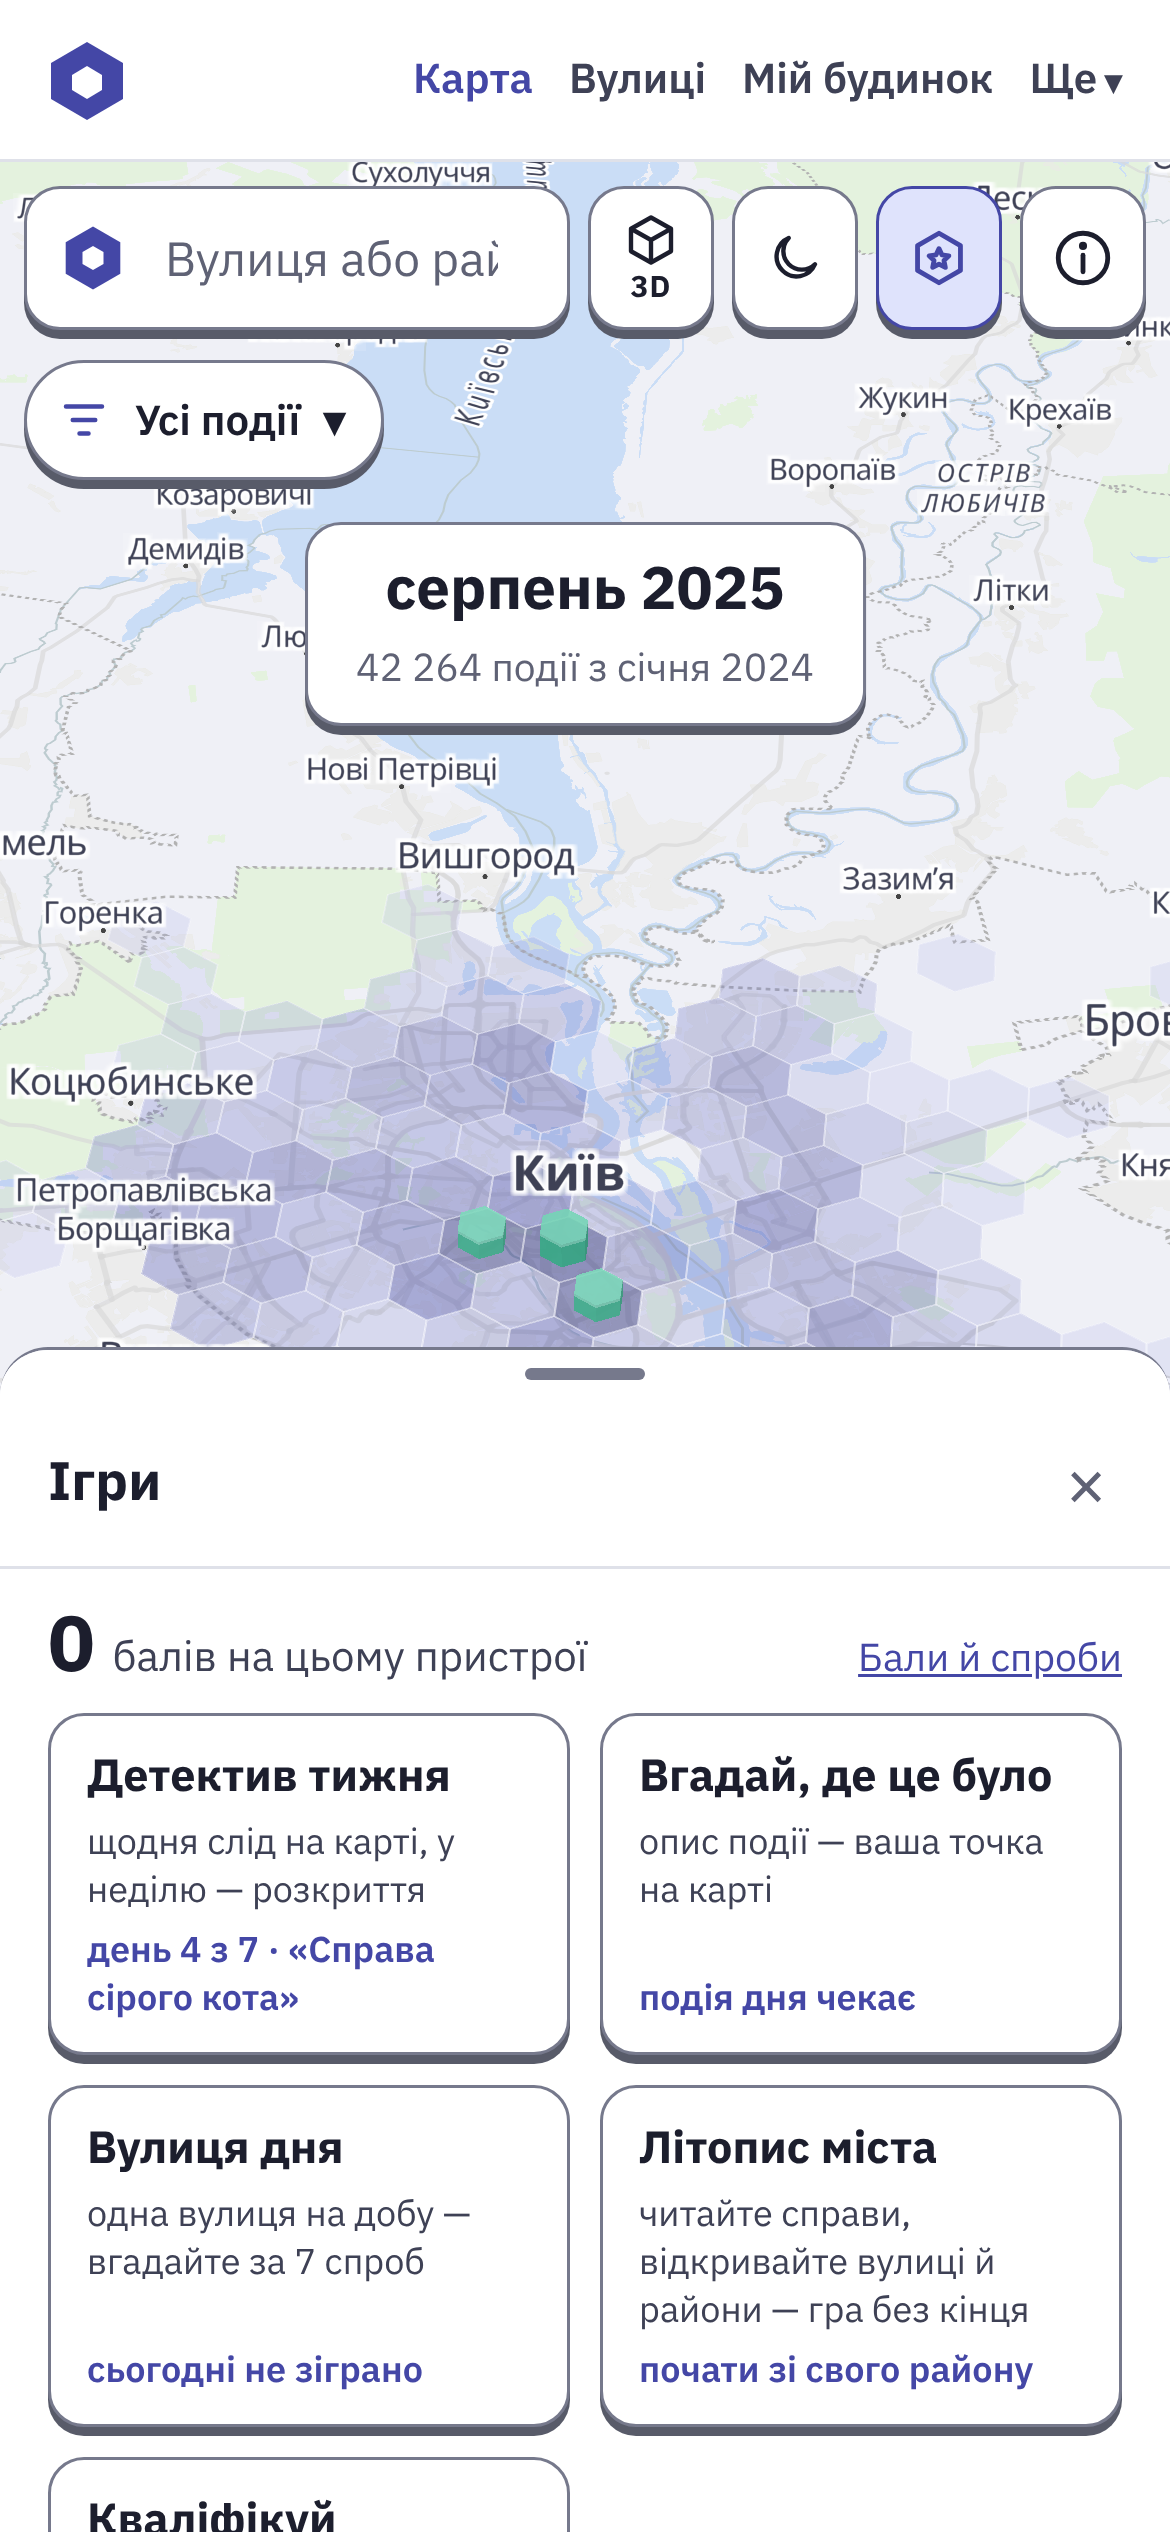 Карта Вулиці Мій будинок Ще ▾
Сухолуччя
Вулиця або рай
3D
Київсь
Жукин
Крехаїв
Усі події ▾
Воропаїв
ОСТРІВ
ЛЮБИЧІВ
Козаровичі
Демидів
серпень 2025
Літки
Лю
42 264 події з січня 2024
Нові Петрівці
мель
Вишгород
Зазим’я
Горенка
К
Бров
Коцюбинське
Київ
Кня
Петропавлівська
Борщагівка
Ігри
×
0 балів на цьому пристрої Бали й спроби
Детектив тижня
щодня слід на карті, у
неділю — розкриття
день 4 з 7 · «Справа
сірого кота»
Вгадай, де це було
опис події — ваша точка
на карті
подія дня чекає
Вулиця дня
одна вулиця на добу —
вгадайте за 7 спроб
сьогодні не зіграно
Літопис міста
читайте справи,
відкривайте вулиці й
райони — гра без кінця
почати зі свого району
Кваліфікуй